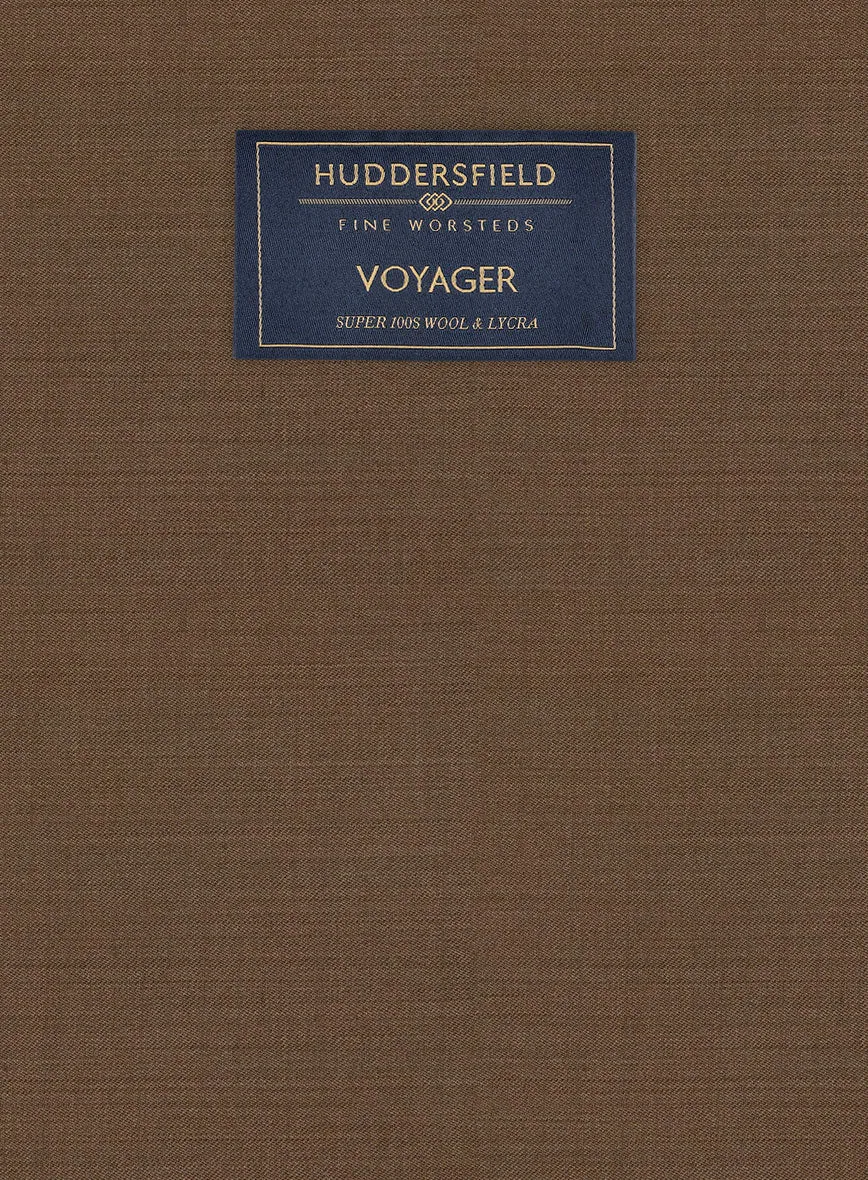 HUDDERSFIELD
FINE WORSTEDS
VOYAGER
SUPER 100S WOOL & LYCRA